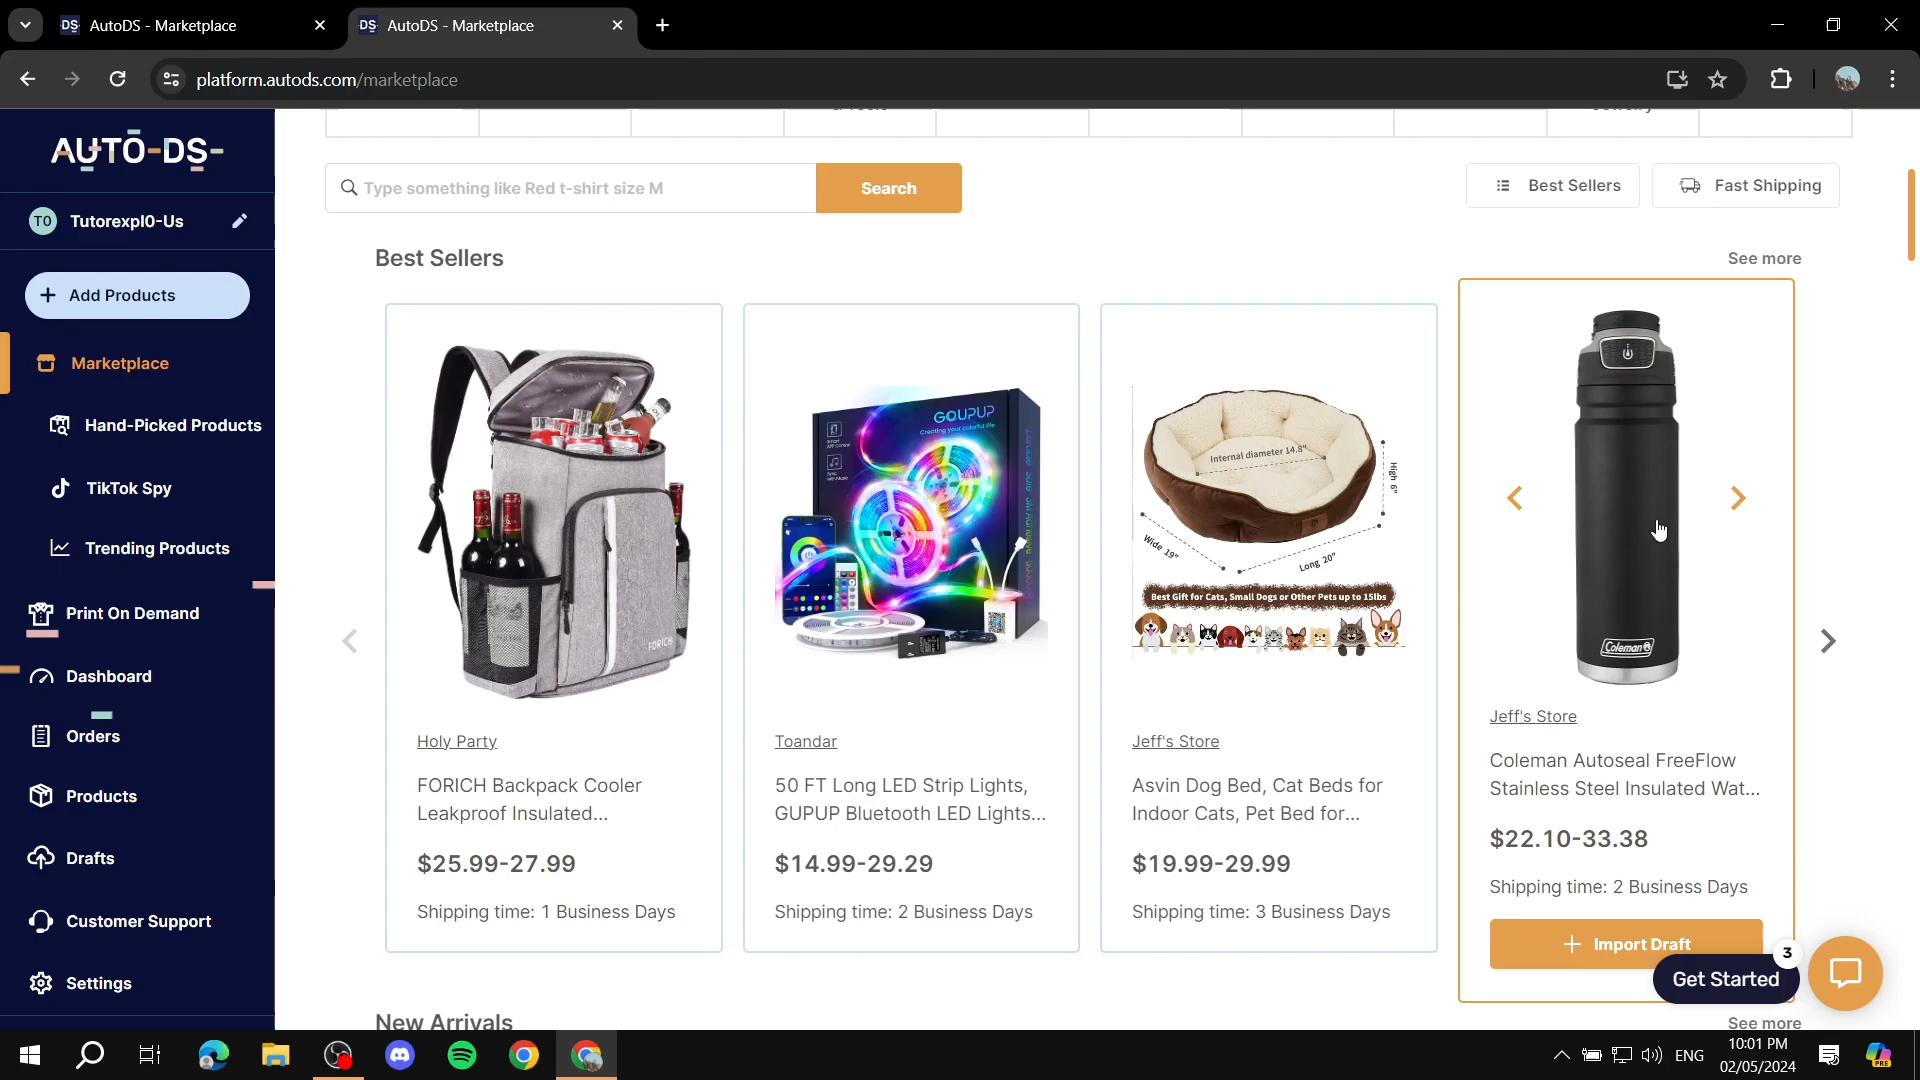 AutoDS - Marketplace
AutoDS - Marketplace
platform.autods.com/marketplace
AUTO-DS-
TO Tutorexpl0-Us
+ Add Products
Marketplace
Hand-Picked Products
TikTok Spy
Trending Products
Print On Demand
Dashboard
Orders
Products
Drafts
Customer Support
Settings
Type something like Red t-shirt size M
Search
Best Sellers
Fast Shipping
Best Sellers
See more
FORICH
Holy Party
FORICH Backpack Cooler
Leakproof Insulated...
$25.99-27.99
Shipping time: 1 Business Days
GOUPUP
Creating your colorful life
Toandar
50 FT Long LED Strip Lights,
GUPUP Bluetooth LED Lights...
$14.99-29.29
Shipping time: 2 Business Days
Internal diameter 14.8"
High 6"
Wide 19"
Long 20"
Best Gift for Cats, Small Dogs or Other Pets up to 15lbs
Jeff's Store
Asvin Dog Bed, Cat Beds for
Indoor Cats, Pet Bed for...
$19.99-29.99
Shipping time: 3 Business Days
Coleman
Jeff's Store
Coleman Autoseal FreeFlow
Stainless Steel Insulated Wat...
$22.10-33.38
Shipping time: 2 Business Days
+ Import Draft
3
Get Started
New Arrivals
See more
ENG
10:01 PM
02/05/2024
PRE